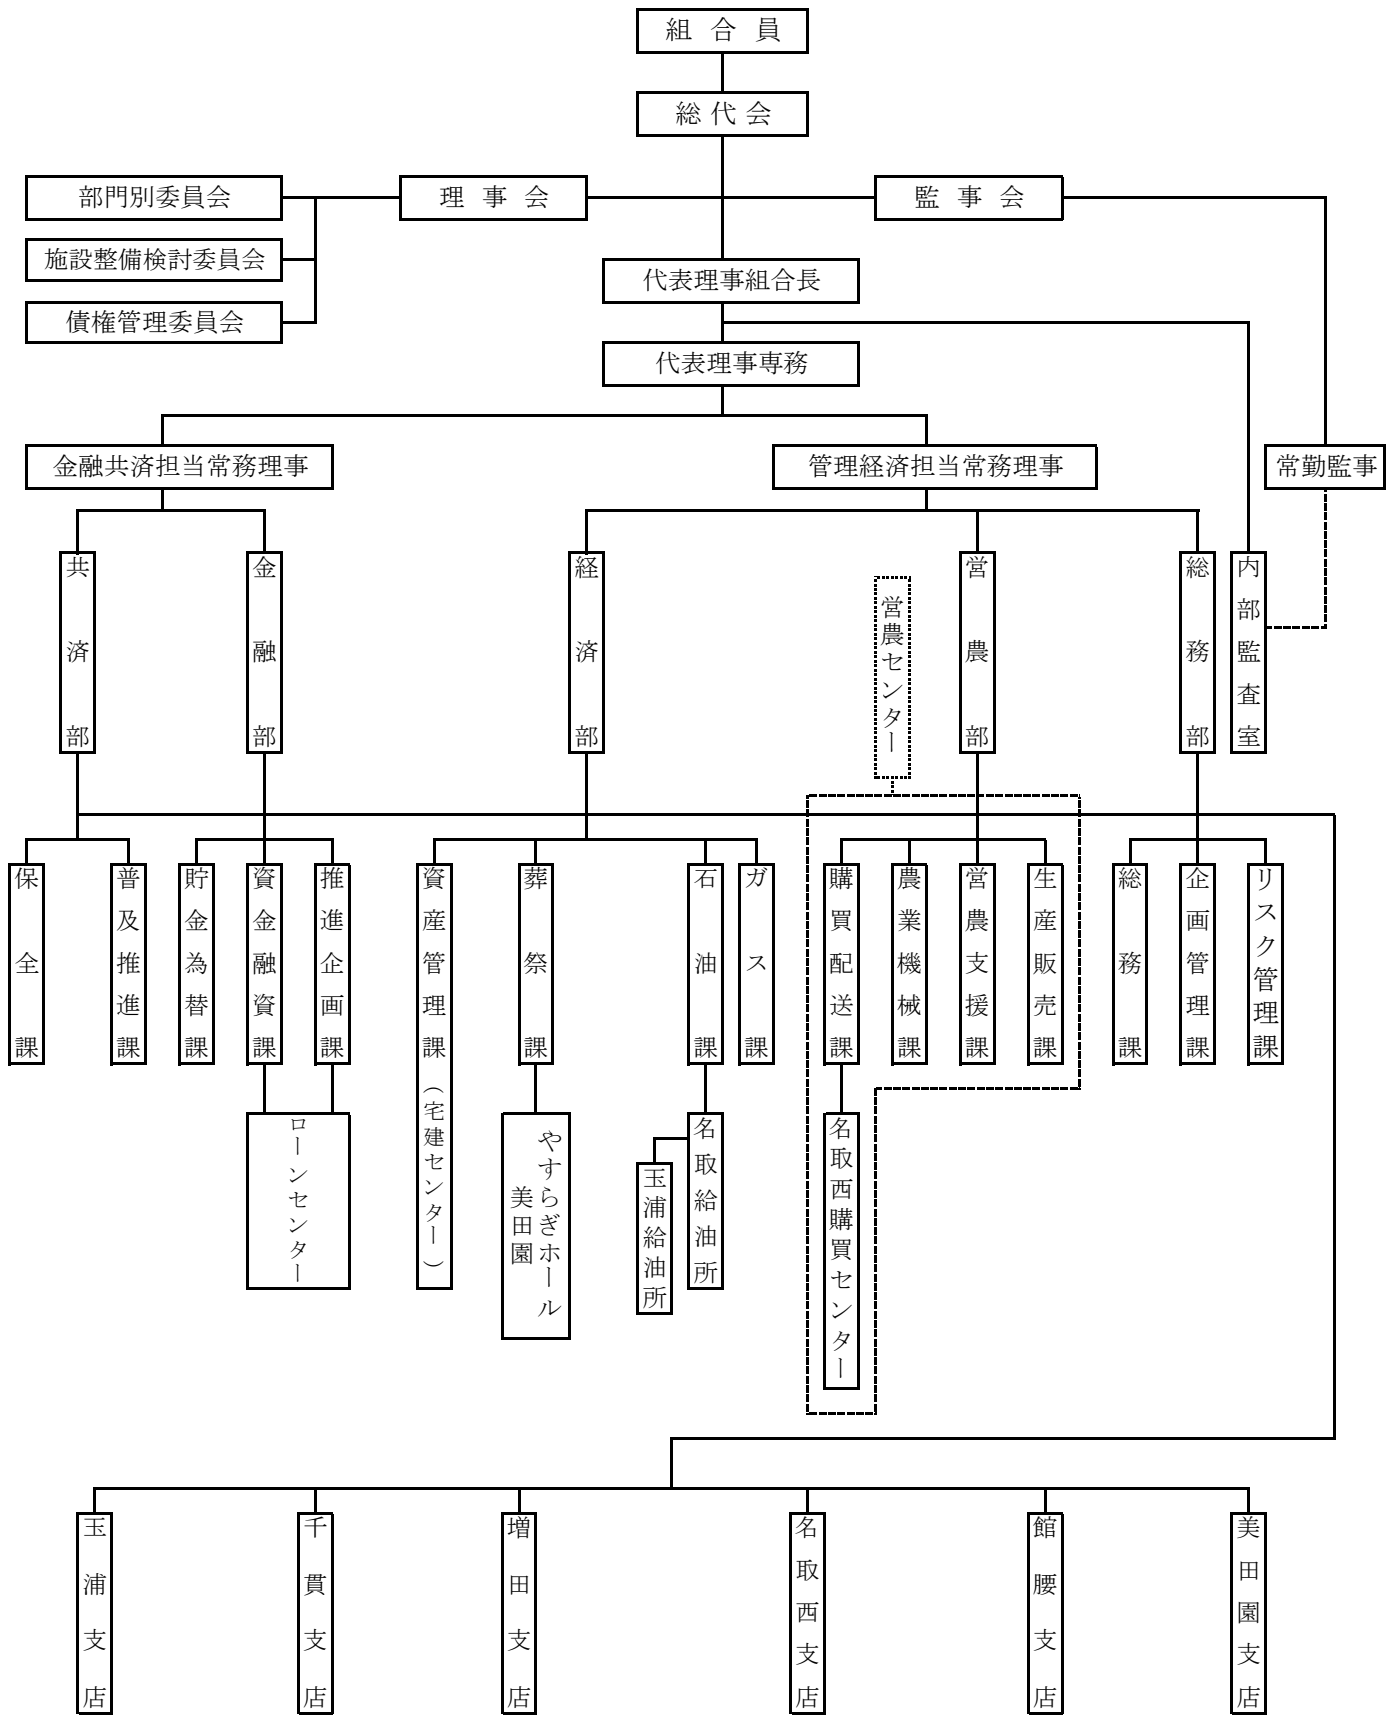 組合員
総代会
部門別委員会
理事会
監事会
施設整備検討委員会
代表理事組合長
債権管理委員会
代表理事専務
金融共済担当常務理事
管理経済担当常務理事
常勤監事
共済部
金融部
経済部
営農センター
営農部
総務部
内部監査室
保全課
普及推進課
貯金為替課
資金融資課
推進企画課
資産管理課（宅建センター）
葬祭課
石油課
ガス課
購買配送課
農業機械課
営農支援課
生産販売課
総務課
企画管理課
リスク管理課
ローンセンター
やすらぎホール
美田園
玉浦給油所
名取給油所
名取西購買センター
玉浦支店
千貫支店
増田支店
名取西支店
館腰支店
美田園支店